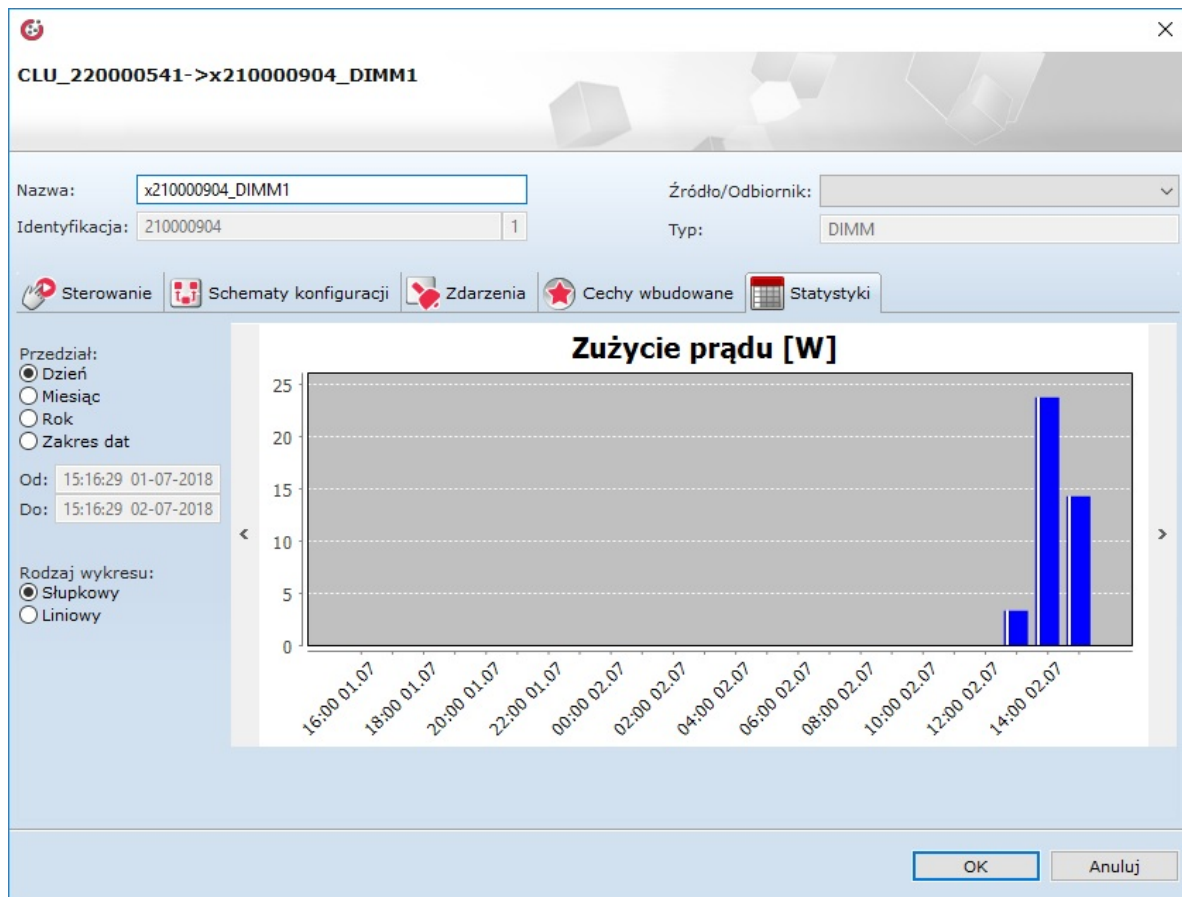 CLU_220000541->x210000904_DIMM1
Nazwa: x210000904_DIMM1 Źródło/Odbiornik:
Identyfikacja: 210000904 1 Typ: DIMM
Sterowanie Schematy konfiguracji Zdarzenia Cechy wbudowane Statystyki
Przedział:
Dzień
Miesiąc
Rok
Zakres dat
Od: 15:16:29 01-07-2018
Do: 15:16:29 02-07-2018
Rodzaj wykresu:
Słupkowy
Liniowy
<
Zużycie prądu [W]
25
20
15
10
5
0
16:00 01.07 18:00 01.07 20:00 01.07 22:00 01.07 00:00 02.07 02:00 02.07 04:00 02.07 06:00 02.07 08:00 02.07 10:00 02.07 12:00 02.07 14:00 02.07
>
OK Anuluj